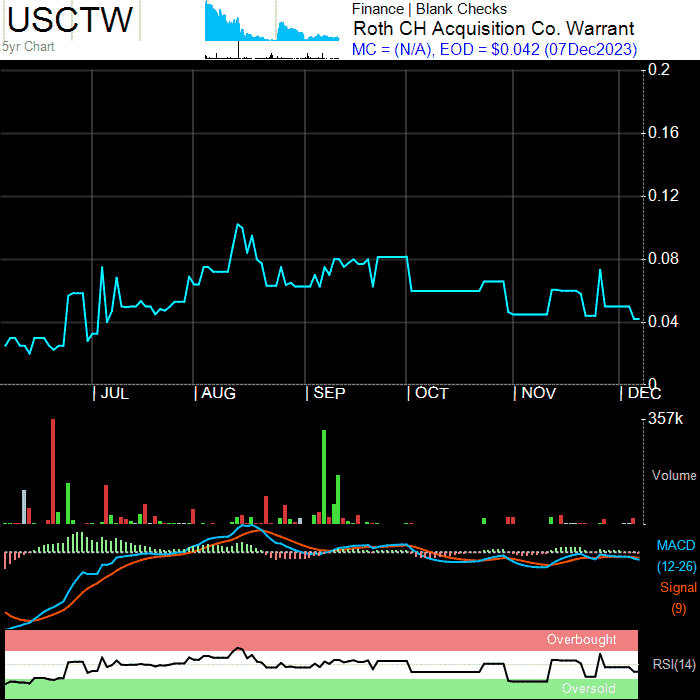 USCTW
5yr Chart
Finance | Blank Checks
Roth CH Acquisition Co. Warrant
MC = (N/A), EOD = $0.042 (07Dec2023)
0.2
0.16
0.12
0.08
0.04
0
JUL
AUG
SEP
OCT
NOV
DEC
357k
Volume
MACD
(12-26)
Signal
(9)
Overbought
RSI(14)
Oversold